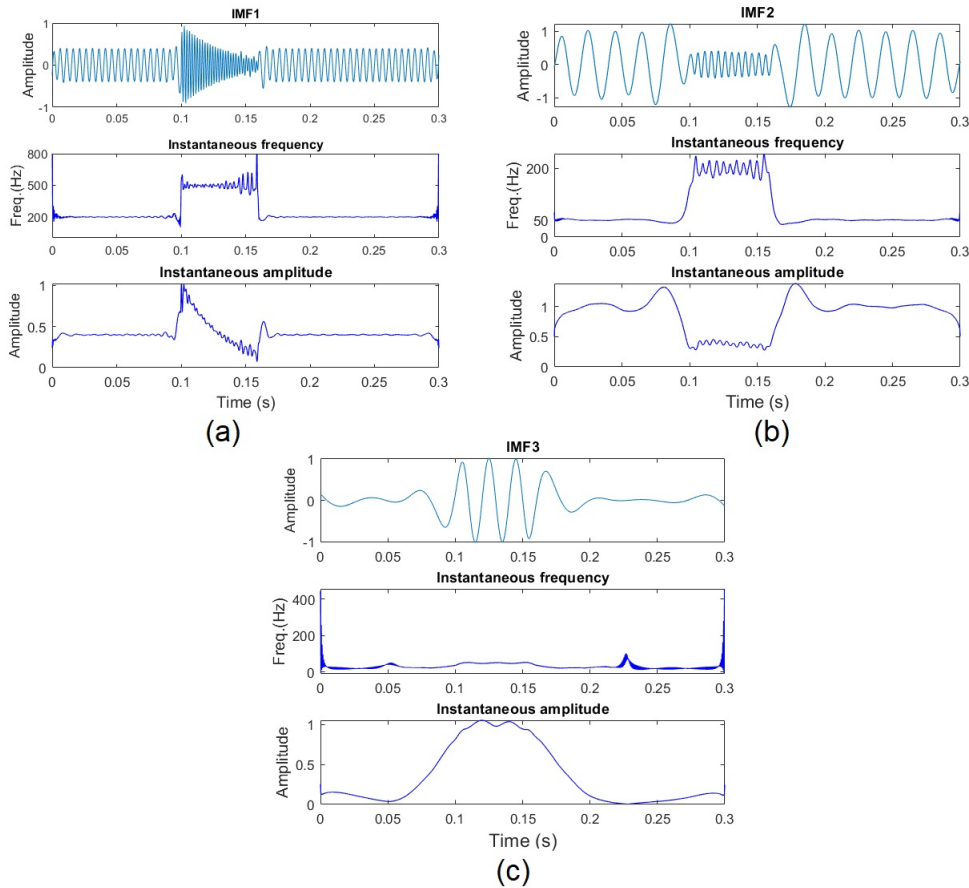 IMF1
Amplitude
1
0
-1
0 0.05 0.1 0.15 0.2 0.25 0.3
Instantaneous frequency
Freq.(Hz)
800
500
200
0 0.05 0.1 0.15 0.2 0.25 0.3
Instantaneous amplitude
Amplitude
1
0.5
0
0 0.05 0.1 0.15 0.2 0.25 0.3
Time (s)
(a)
IMF2
Amplitude
1
0
-1
0 0.05 0.1 0.15 0.2 0.25 0.3
Instantaneous frequency
Freq.(Hz)
200
50
0
0 0.05 0.1 0.15 0.2 0.25 0.3
Instantaneous amplitude
Amplitude
1
0.5
0
0 0.05 0.1 0.15 0.2 0.25 0.3
Time (s)
(b)
IMF3
Amplitude
1
0
-1
0 0.05 0.1 0.15 0.2 0.25 0.3
Instantaneous frequency
Freq.(Hz)
400
200
0
0 0.05 0.1 0.15 0.2 0.25 0.3
Instantaneous amplitude
Amplitude
1
0.5
0
0 0.05 0.1 0.15 0.2 0.25 0.3
Time (s)
(c)